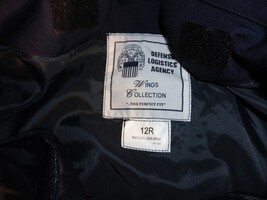 DEFENSE
LOGISTICS
AGENCY
WINGS
COLLECTION
"...THE PERFECT FIT"
12R